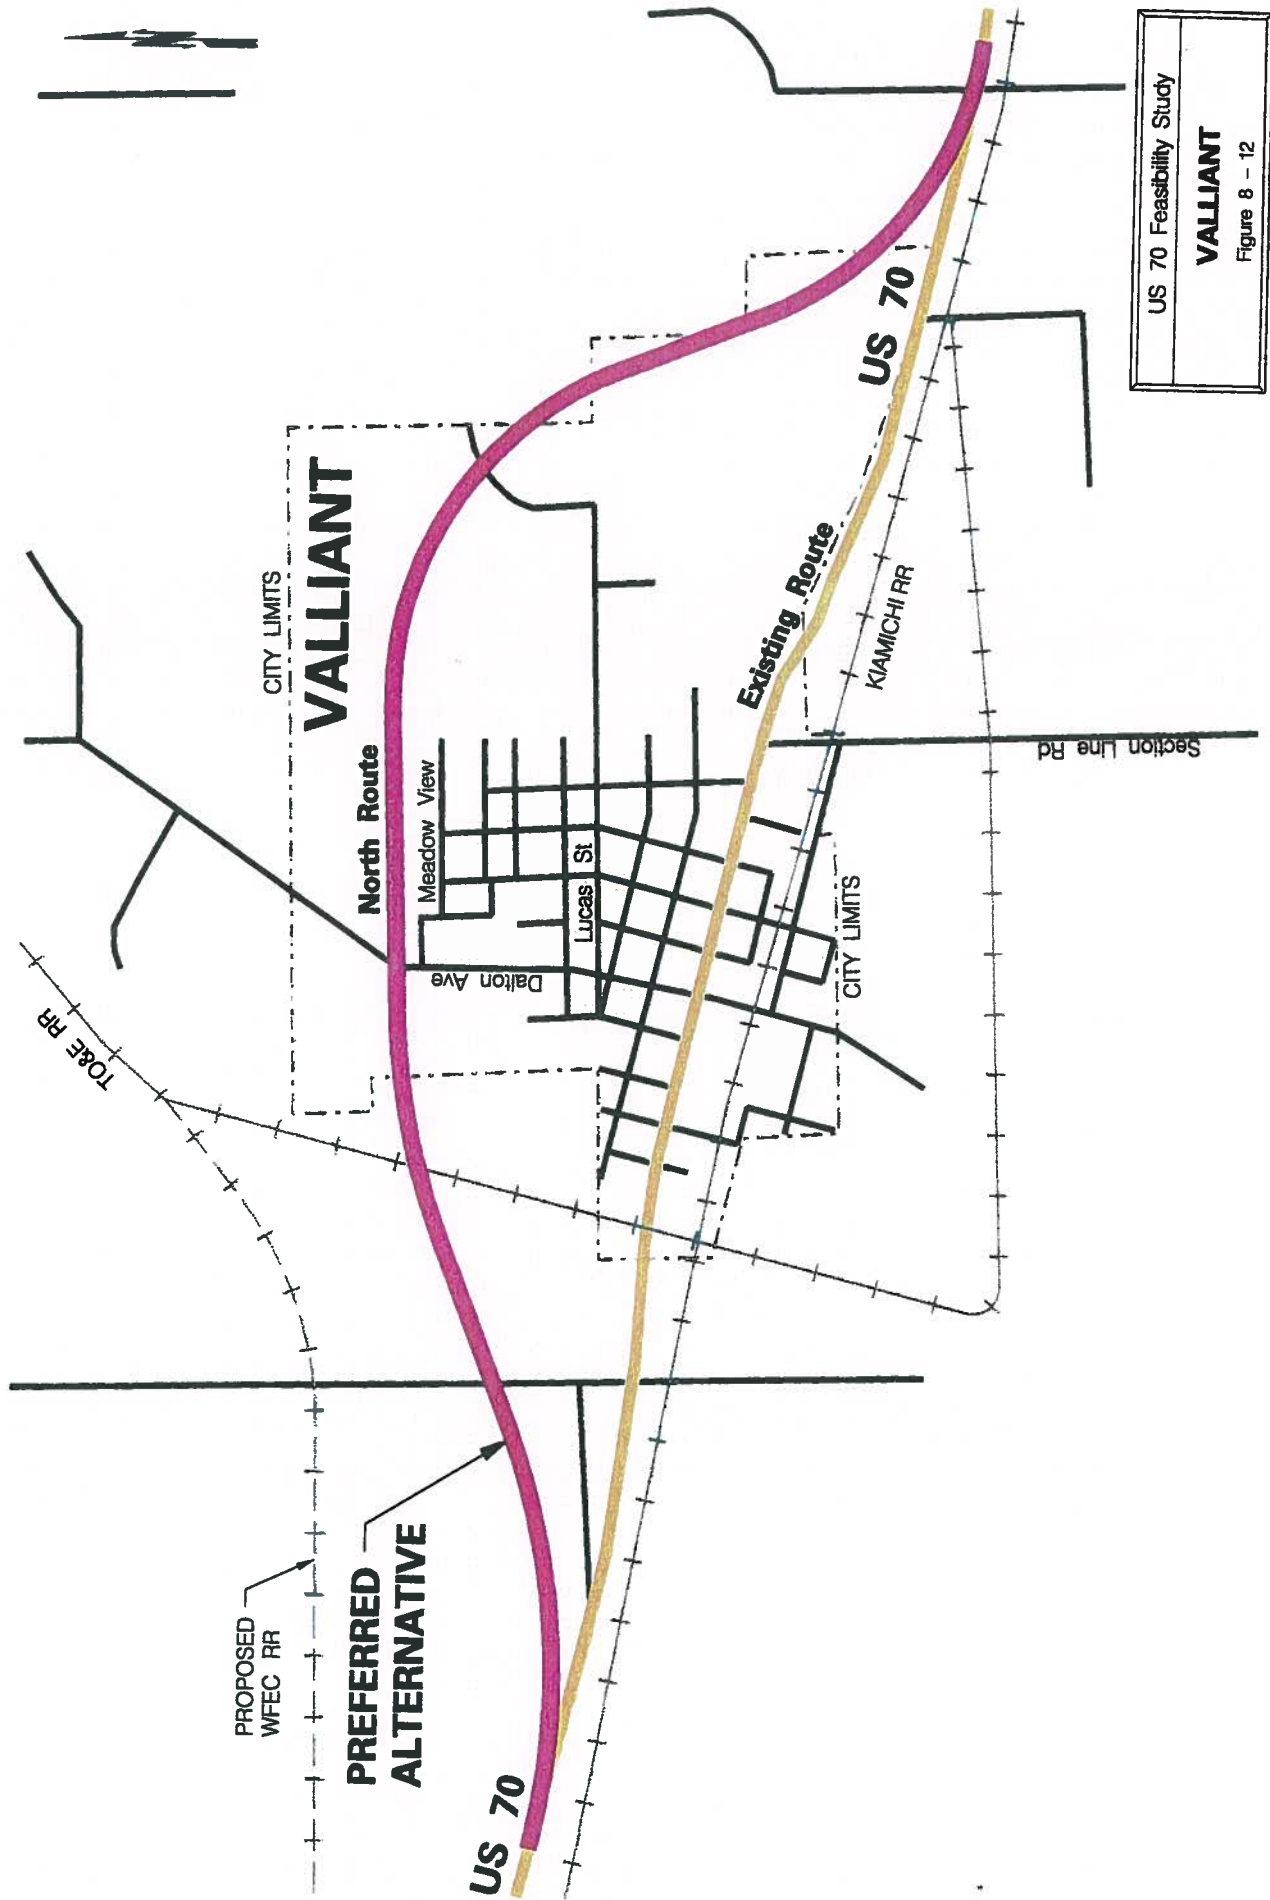 TO&E RR
PROPOSED
WFEC RR
CITY LIMITS
VALLIANT
PREFERRED
ALTERNATIVE
North Route
Meadow View
Dalton Ave
Lucas St
US 70
Existing Route
US 70
KIAMICHI RR
CITY LIMITS
Section Line Rd
US 70 Feasibility Study
VALLIANT
Figure 8 - 12
N